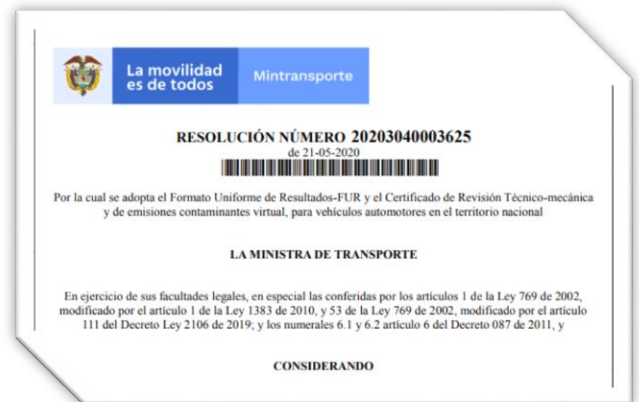 La movilidad
es de todos
Mintransporte
RESOLUCIÓN NÚMERO 20203040003625
de 21-05-2020
Por la cual se adopta el Formato Uniforme de Resultados-FUR y el Certificado de Revisión Técnico-mecánica
y de emisiones contaminantes virtual, para vehículos automotores en el territorio nacional
LA MINISTRA DE TRANSPORTE
En ejercicio de sus facultades legales, en especial las conferidas por los artículos 1 de la Ley 769 de 2002,
modificado por el artículo 1 de la Ley 1383 de 2010, y 53 de la Ley 769 de 2002, modificado por el artículo
111 del Decreto Ley 2106 de 2019; y los numerales 6.1 y 6.2 artículo 6 del Decreto 087 de 2011, y
CONSIDERANDO